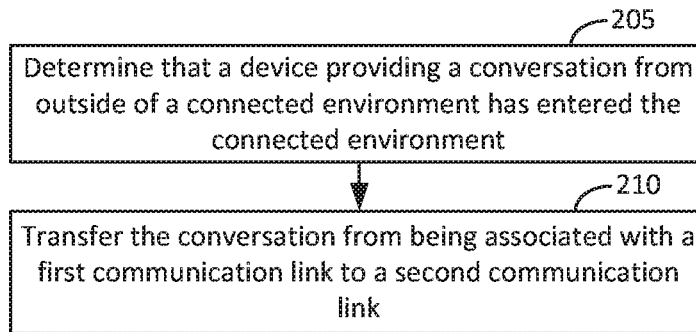 205
Determine that a device providing a conversation from
outside of a connected environment has entered the
connected environment
210
Transfer the conversation from being associated with a
first communication link to a second communication
link